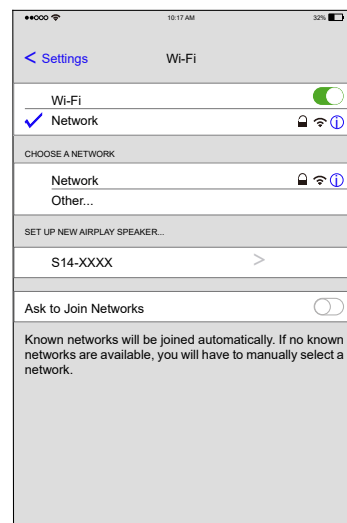 10:17 AM 32%
< Settings Wi-Fi
Wi-Fi
Network
CHOOSE A NETWORK
Network
Other...
SET UP NEW AIRPLAY SPEAKER...
S14-XXXX >
Ask to Join Networks
Known networks will be joined automatically. If no known
networks are available, you will have to manually select a
network.